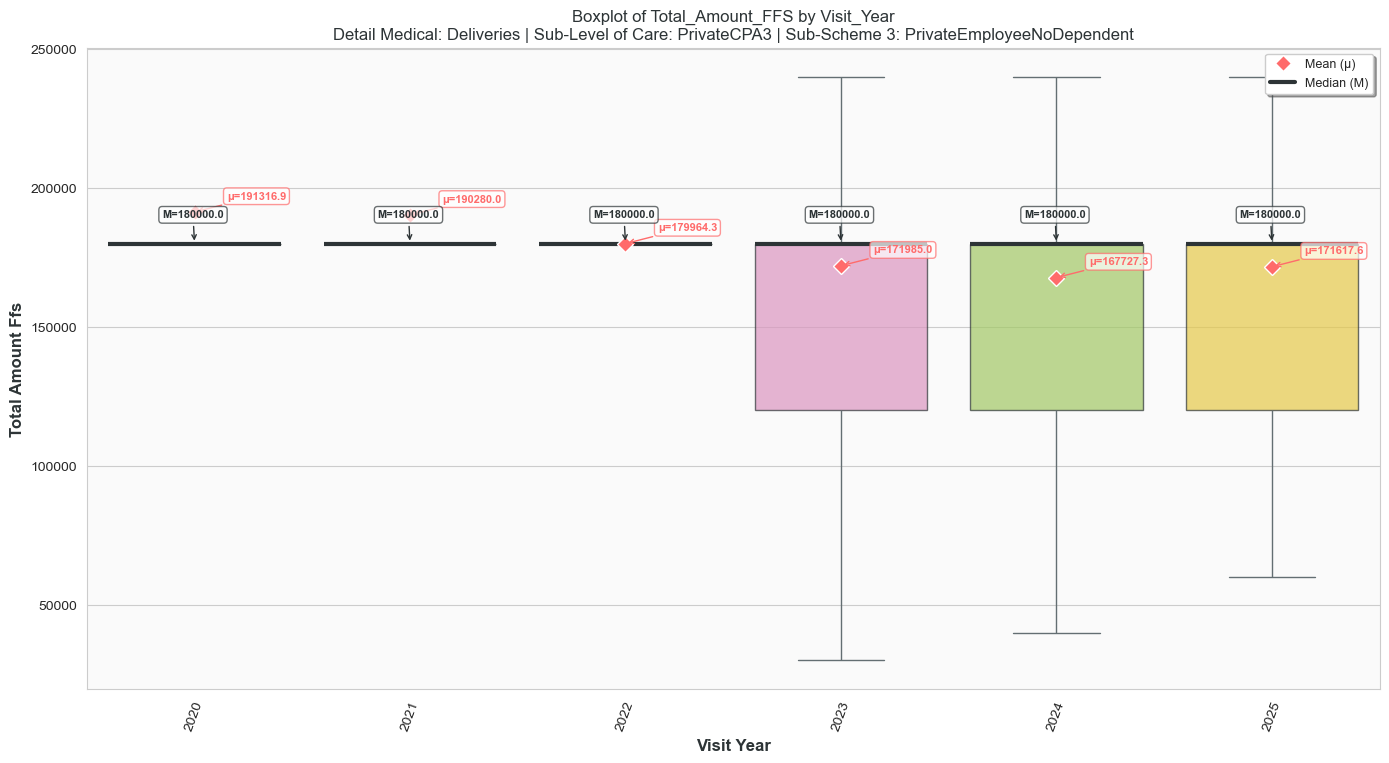 Boxplot of Total_Amount_FFS by Visit_Year
Detail Medical: Deliveries | Sub-Level of Care: PrivateCPA3 | Sub-Scheme 3: PrivateEmployeeNoDependent
Mean (μ)
Median (M)
Total Amount Ffs
250000
200000
150000
100000
50000
μ=191316.9
M=180000.0
μ=190280.0
M=180000.0
μ=179964.3
M=180000.0
μ=171985.0
M=180000.0
μ=167727.3
M=180000.0
μ=171617.6
M=180000.0
2020
2021
2022
2023
2024
2025
Visit Year